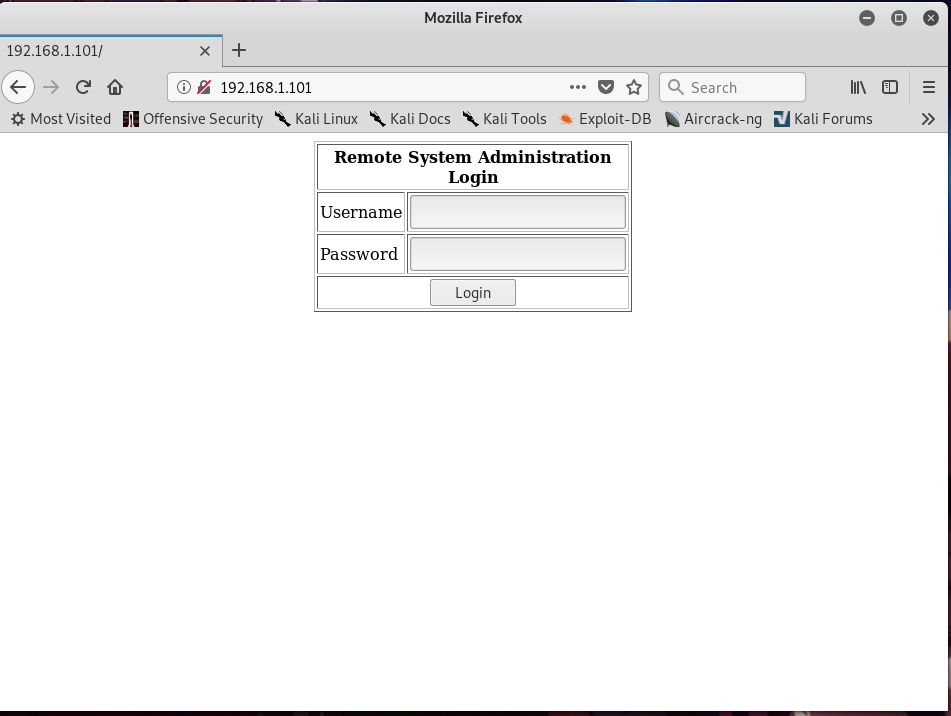 Mozilla Firefox
192.168.1.101/
192.168.1.101
Search
Most Visited Offensive Security Kali Linux Kali Docs Kali Tools Exploit-DB Aircrack-ng Kali Forums
Remote System Administration
Login
Username
Password
Login